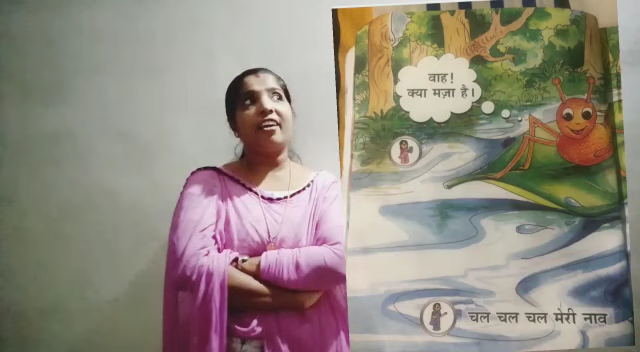 वाह!
क्या मज़ा है।
चल चल चल मेरी नाव